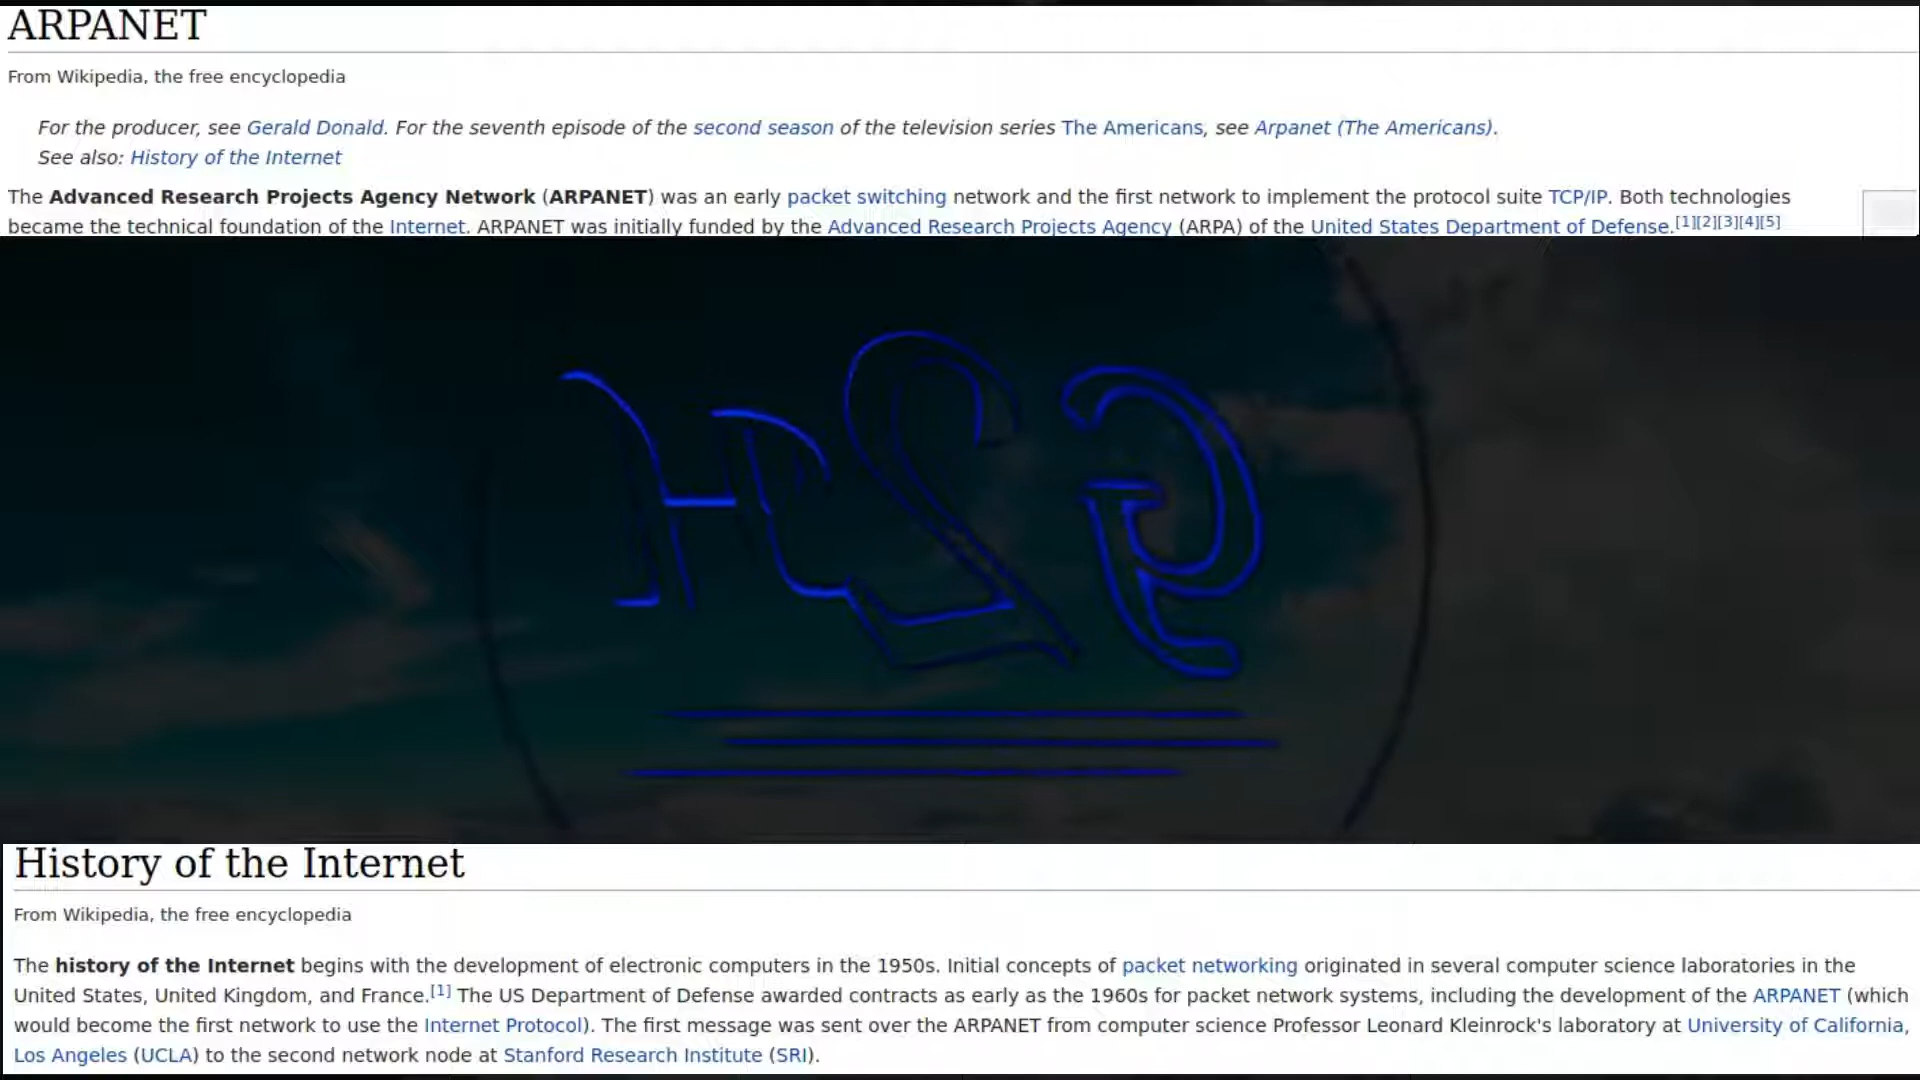 ARPANET
From Wikipedia, the free encyclopedia
For the producer, see Gerald Donald. For the seventh episode of the second season of the television series The Americans, see Arpanet (The Americans).
See also: History of the Internet
The Advanced Research Projects Agency Network (ARPANET) was an early packet switching network and the first network to implement the protocol suite TCP/IP. Both technologies
became the technical foundation of the Internet. ARPANET was initially funded by the Advanced Research Projects Agency (ARPA) of the United States Department of Defense.[1][2][3][4][5]
History of the Internet
From Wikipedia, the free encyclopedia
The history of the Internet begins with the development of electronic computers in the 1950s. Initial concepts of packet networking originated in several computer science laboratories in the
United States, United Kingdom, and France.[1] The US Department of Defense awarded contracts as early as the 1960s for packet network systems, including the development of the ARPANET (which
would become the first network to use the Internet Protocol). The first message was sent over the ARPANET from computer science Professor Leonard Kleinrock's laboratory at University of California,
Los Angeles (UCLA) to the second network node at Stanford Research Institute (SRI).